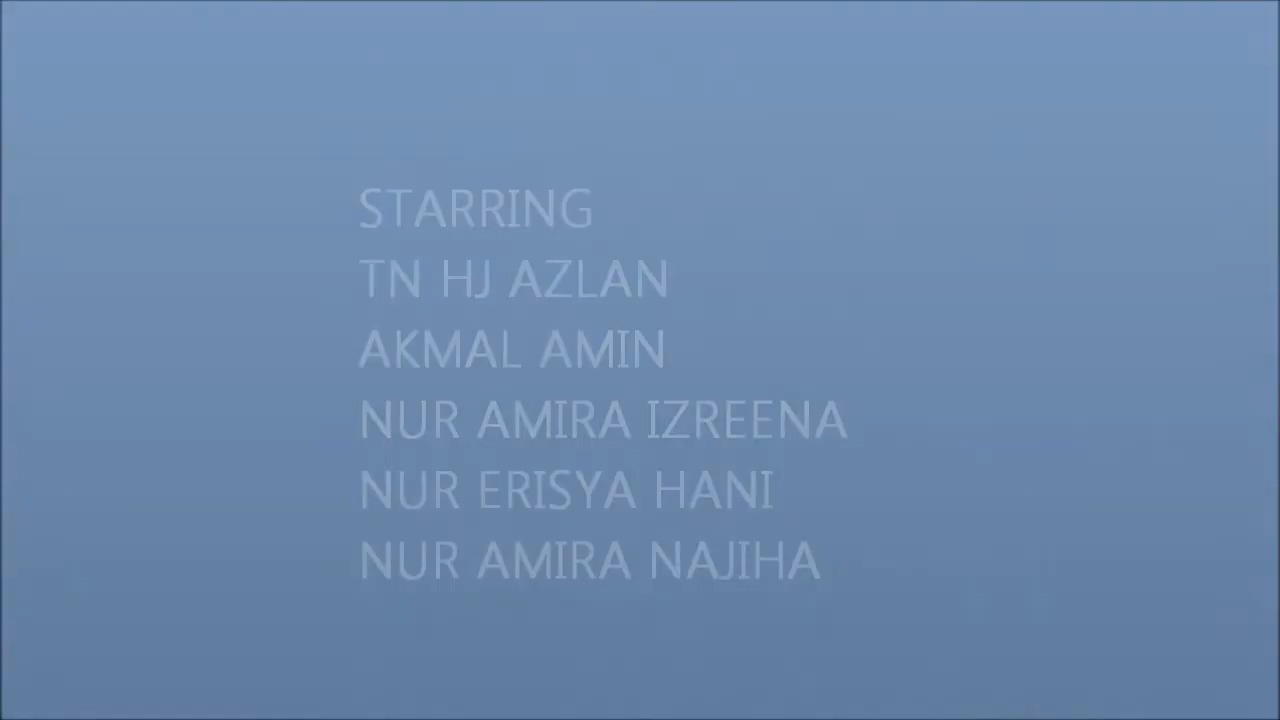 STARRING
TN HJ AZLAN
AKMAL AMIN
NUR AMIRA IZREENA
NUR ERISYA HANI
NUR AMIRA NAJIHA